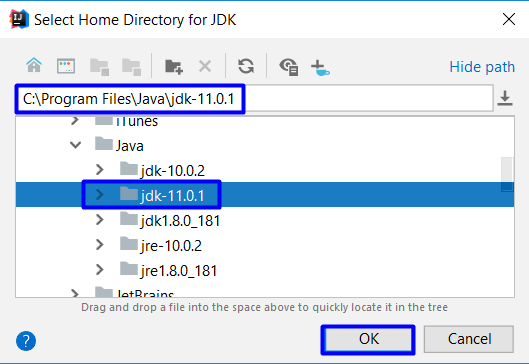 Select Home Directory for JDK
Hide path
C:\Program Files\Java\jdk-11.0.1
iTunes
Java
jdk-10.0.2
jdk-11.0.1
jdk1.8.0_181
jre-10.0.2
jre1.8.0_181
JetBrains
Drag and drop a file into the space above to quickly locate it in the tree
? OK Cancel